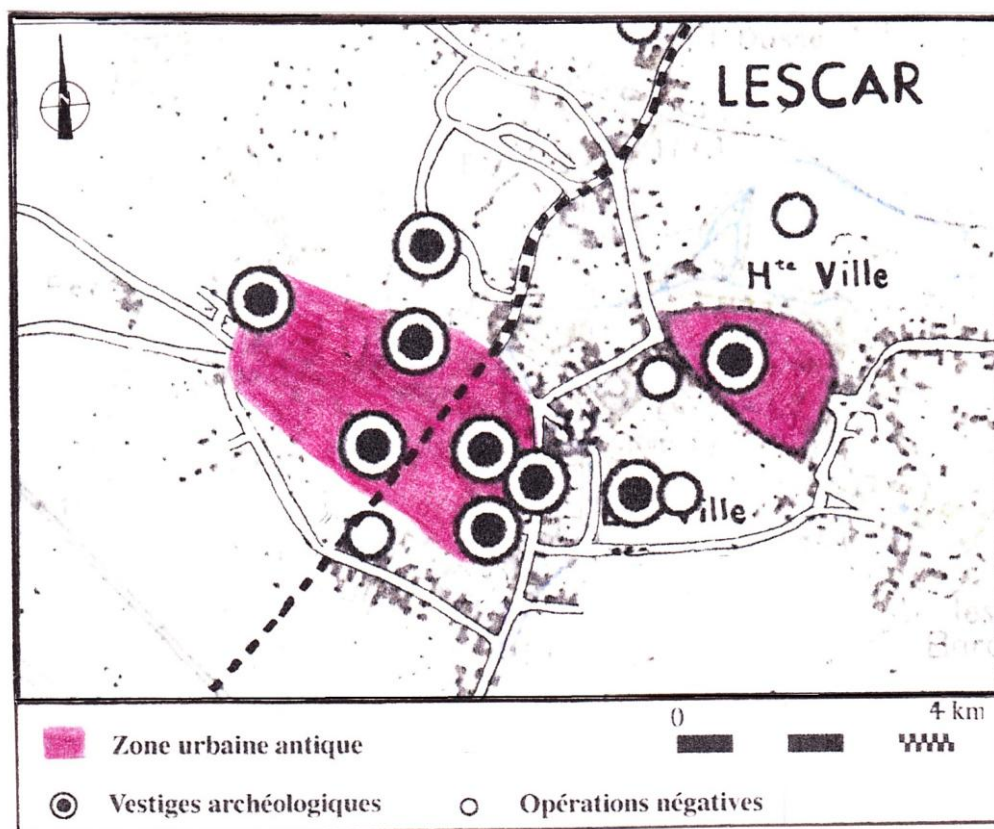 LESCAR
Hte Ville
ville
0 4 km
Zone urbaine antique
Vestiges archéologiques
Opérations négatives